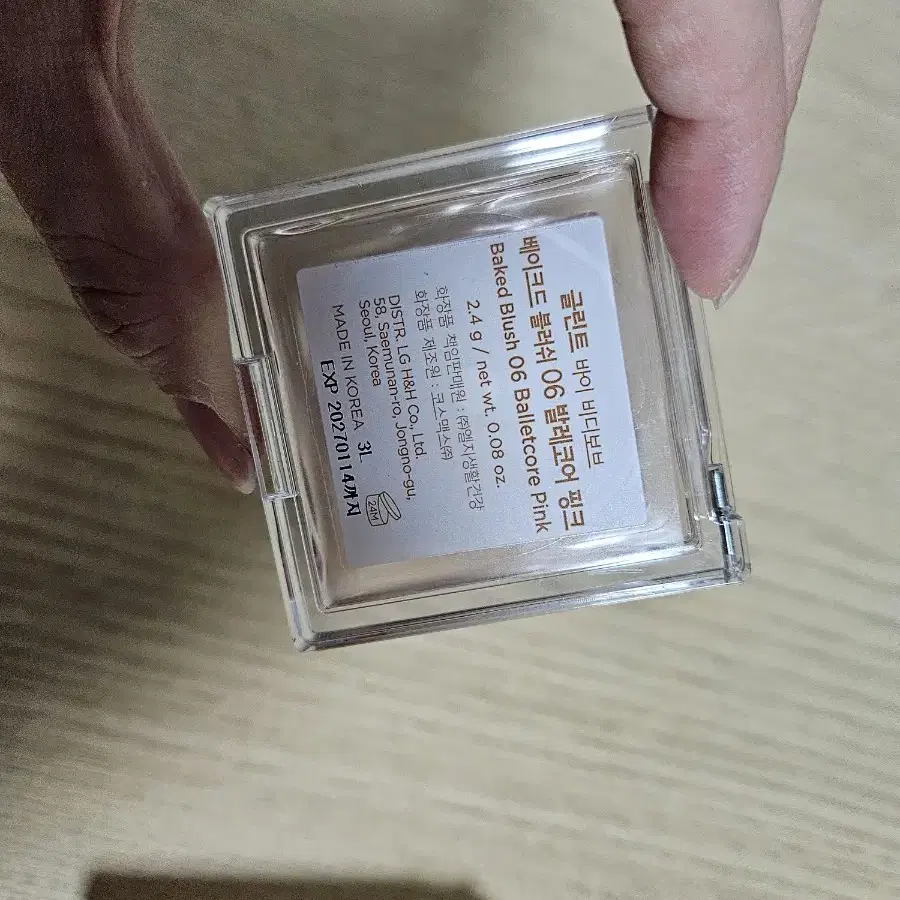 글린트 바이 비디보브
베이크드 블러쉬 06 발레코어 핑크
Baked Blush 06 Balletcore Pink
2.4 g / net wt. 0.08 oz.
화장품 책임판매원 : ㈜엘지생활건강
화장품 제조원 : 코스맥스㈜
DISTR. LG H&H Co., Ltd.
58, Saemunan-ro, Jongno-gu,
Seoul, Korea
MADE IN KOREA 3L
EXP 20270114까지
24M